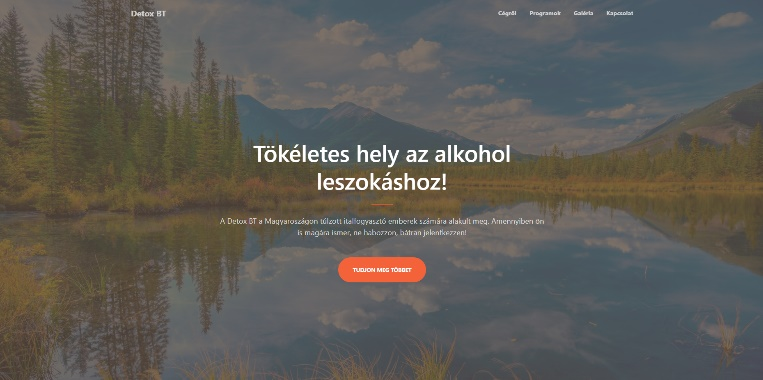 Detox BT
Cégről Programok Galéria Kapcsolat
Tökéletes hely az alkohol
leszokáshoz!
A Detox BT a Magyaroszágon túlzott italfogyasztó emberek számára alakult meg. Amennyiben ön
is magára ismer, ne habozzon, bátran jelentkezzen!
TUDJON MEG TÖBBET